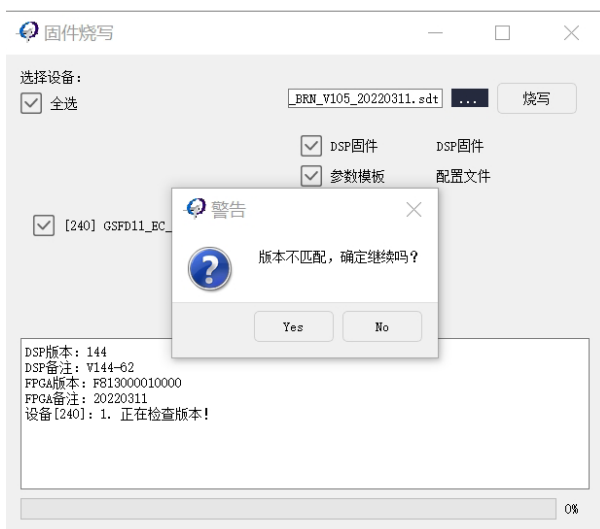 固件烧写
选择设备:
全选
_BRN_V105_20220311.sdt ... 烧写
DSP固件 DSP固件
参数模板 配置文件
警告
[240] GSFD11_EC_
版本不匹配，确定继续吗？
Yes No
DSP版本: 144
DSP备注: V144-62
FPGA版本: F813000010000
FPGA备注: 20220311
设备[240]: 1. 正在检查版本!
0%